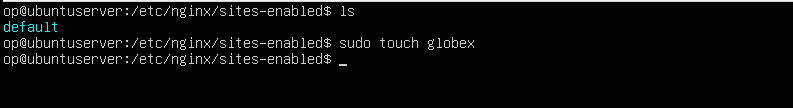 op@ubuntuserver:/etc/nginx/sites-enabled$ ls
default
op@ubuntuserver:/etc/nginx/sites-enabled$ sudo touch globex
op@ubuntuserver:/etc/nginx/sites-enabled$ _